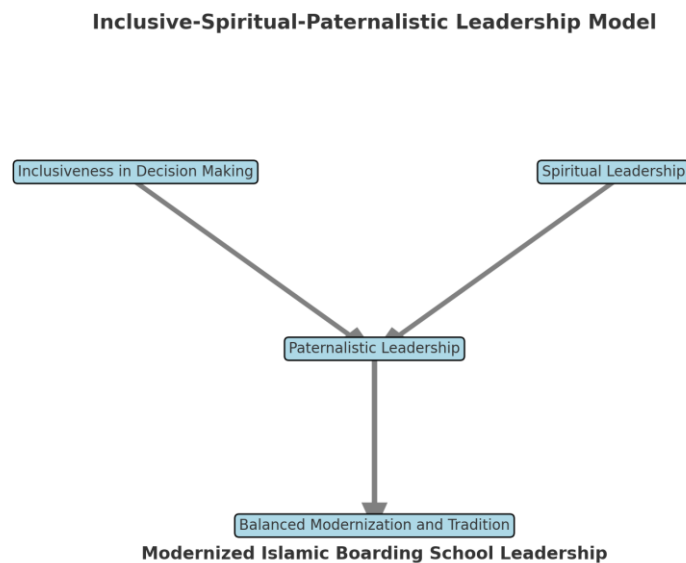 Inclusive-Spiritual-Paternalistic Leadership Model
Inclusiveness in Decision Making
Spiritual Leadership
Paternalistic Leadership
Balanced Modernization and Tradition
Modernized Islamic Boarding School Leadership